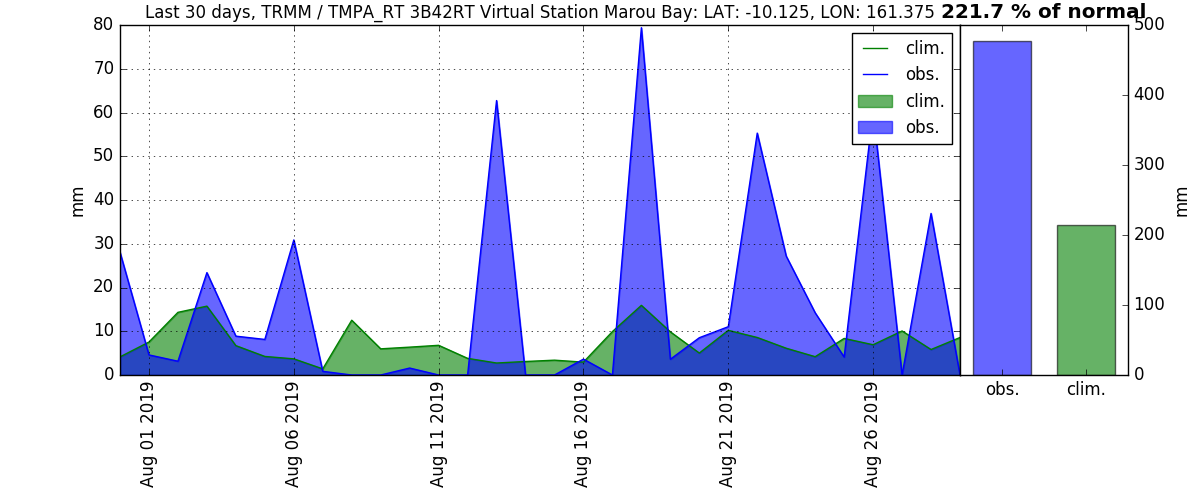 Last 30 days, TRMM / TMPA_RT 3B42RT Virtual Station Marou Bay: LAT: -10.125, LON: 161.375 221.7 % of normal
80
70
60
50
40
30
20
10
0
mm
clim.
obs.
clim.
obs.
Aug 01 2019
Aug 06 2019
Aug 11 2019
Aug 16 2019
Aug 21 2019
Aug 26 2019
500
400
300
200
100
0
mm
obs.
clim.